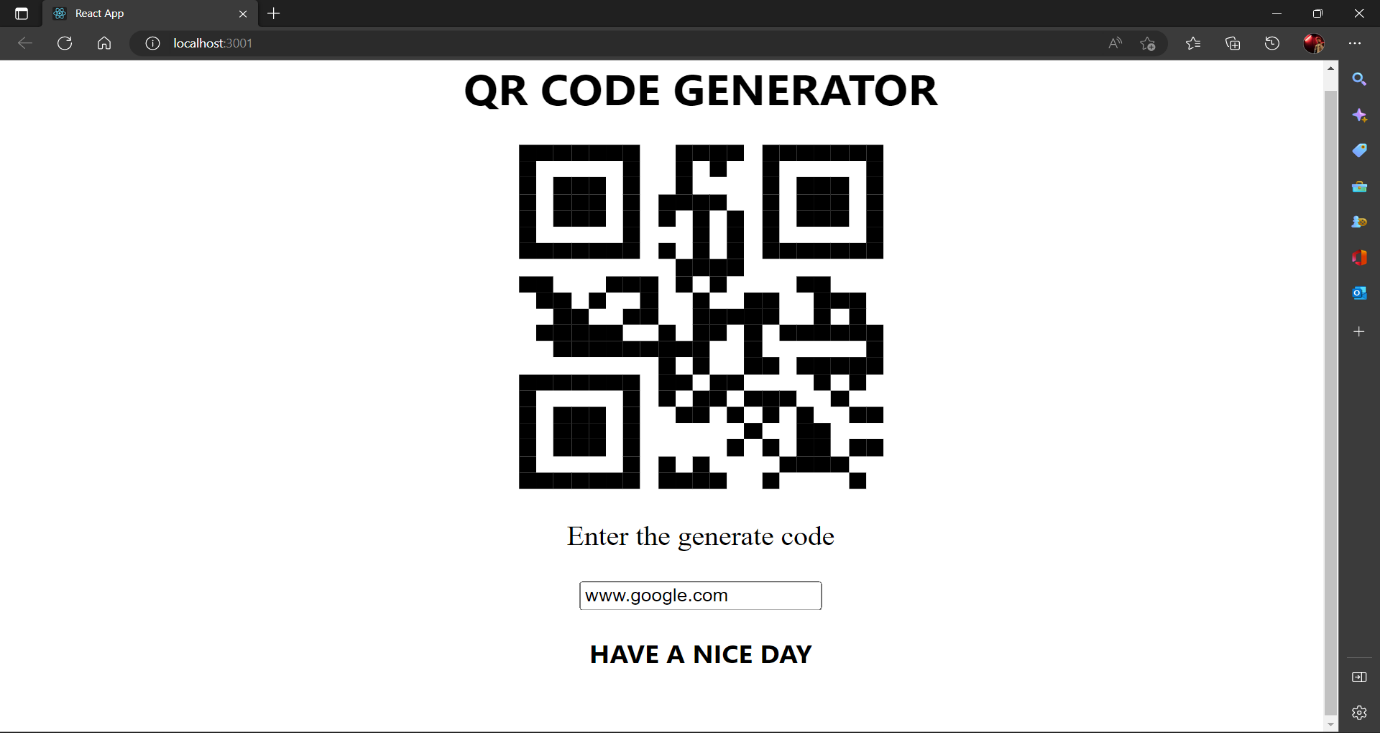 React App
localhost:3001
QR CODE GENERATOR
Enter the generate code
www.google.com
HAVE A NICE DAY